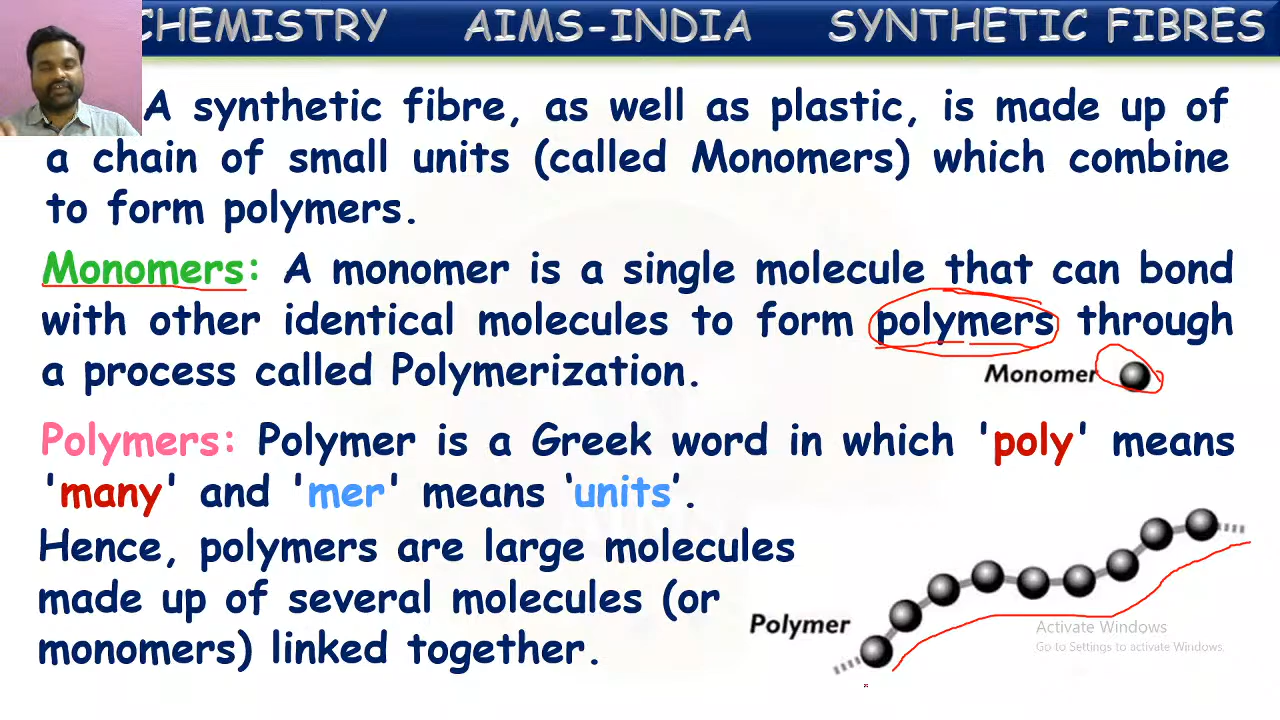 CHEMISTRY AIMS-INDIA SYNTHETIC FIBRES
A synthetic fibre, as well as plastic, is made up of
a chain of small units (called Monomers) which combine
to form polymers.
Monomers: A monomer is a single molecule that can bond
with other identical molecules to form polymers through
a process called Polymerization.
Monomer
Polymers: Polymer is a Greek word in which 'poly' means
'many' and 'mer' means ‘units’.
Hence, polymers are large molecules
made up of several molecules (or
monomers) linked together.
Polymer
Activate Windows
Go to Settings to activate Windows.